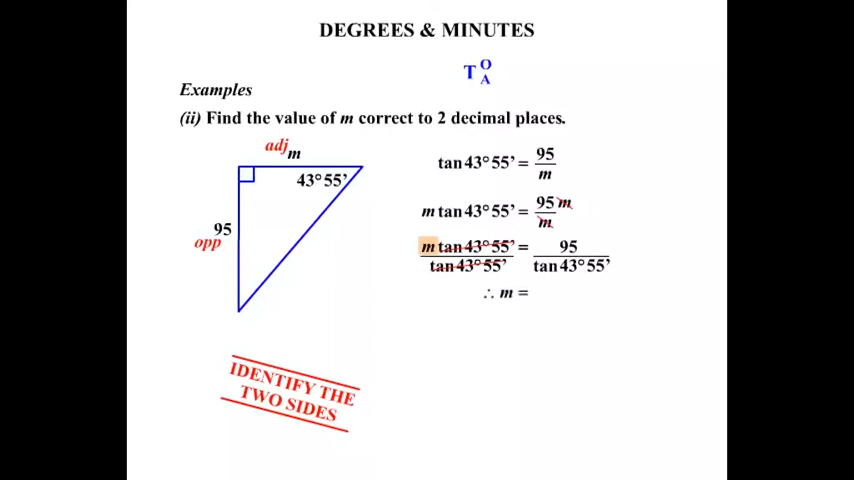 DEGREES & MINUTES
T O
A
Examples
(ii) Find the value of m correct to 2 decimal places.
adj
m
43°55’
95
opp
tan 43°55’ = 95
m
m tan 43°55’ = 95 m
m
m tan 43°55’ = 95
tan 43°55’ tan 43°55’
∴ m =
IDENTIFY THE
TWO SIDES